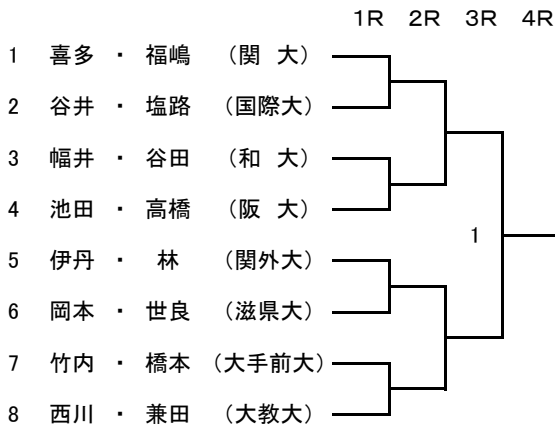 1R 2R 3R 4R
1 喜多 ・ 福嶋 （関 大）
2 谷井 ・ 塩路 （国際大）
3 幅井 ・ 谷田 （和 大）
4 池田 ・ 高橋 （阪 大）
1
5 伊丹 ・ 林 （関外大）
6 岡本 ・ 世良 （滋県大）
7 竹内 ・ 橋本 （大手前大）
8 西川 ・ 兼田 （大教大）